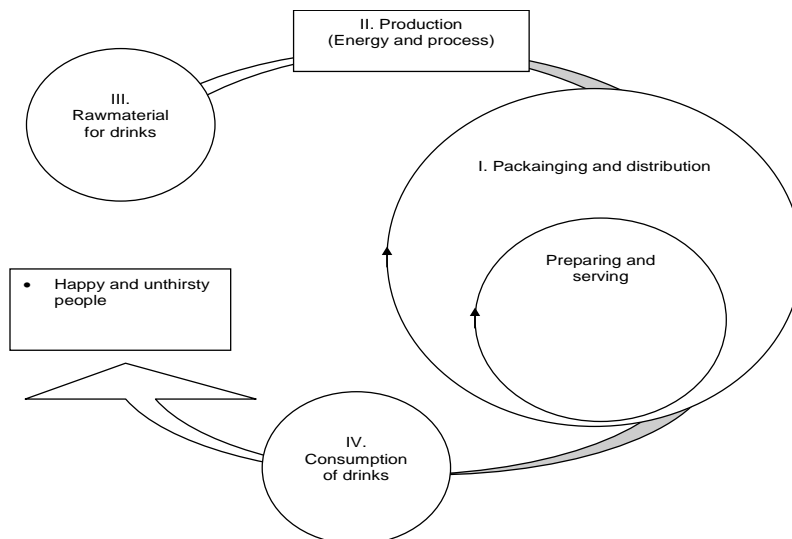 II. Production
(Energy and process)
III.
Rawmaterial
for drinks
I. Packainging and distribution
Preparing and
serving
• Happy and unthirsty
people
IV.
Consumption
of drinks